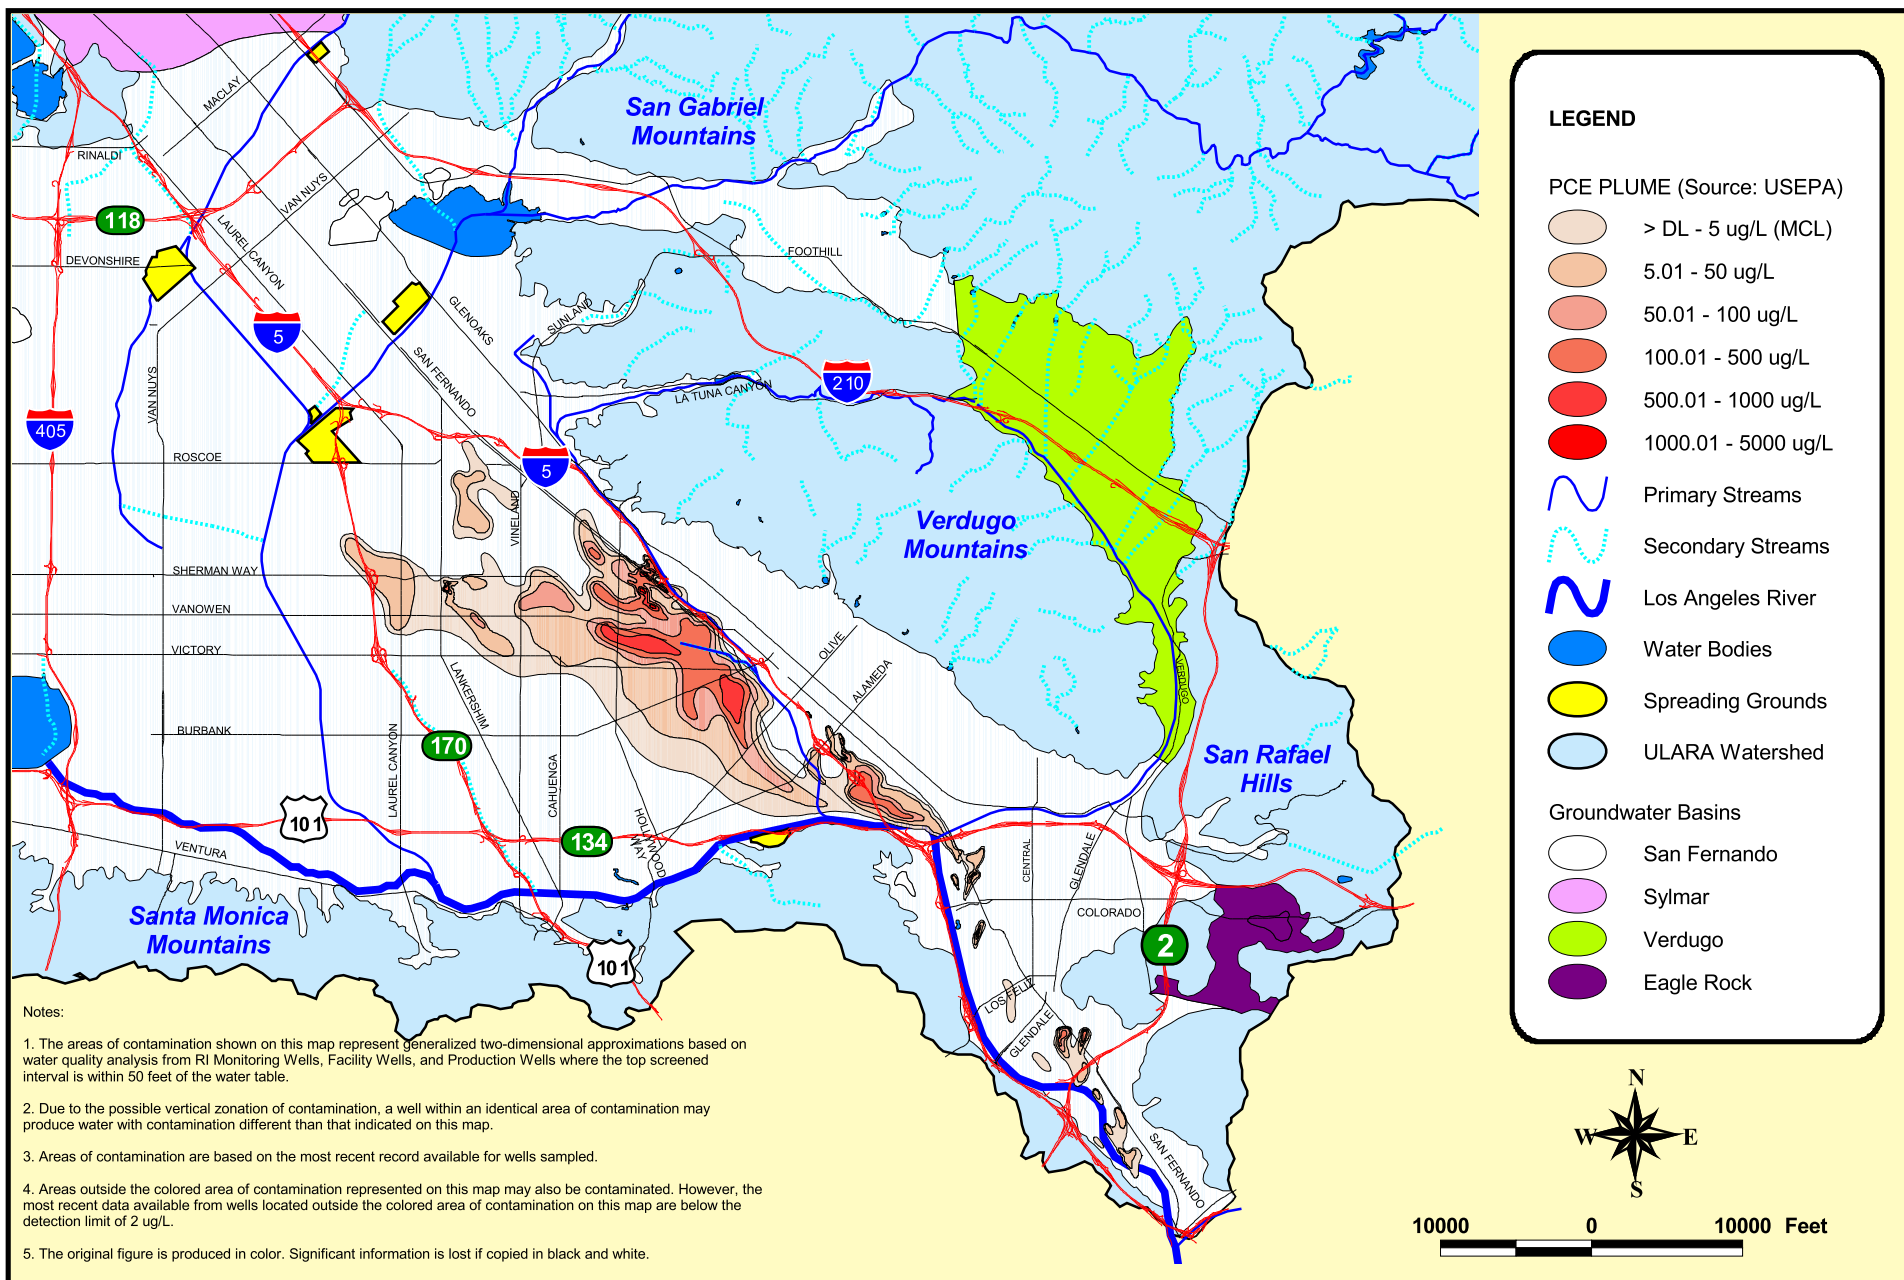 San Gabriel
Mountains
MACLAY
RINALDI
VAN NUYS
118
LAUREL CANYON
DEVONSHIRE
FOOTHILL
GLENOAKS
SUNLAND
5
SAN FERNANDO
VAN NUYS
LA TUNA CANYON
210
405
ROSCOE
5
VINELAND
Verdugo
Mountains
SHERMAN WAY
VANOWEN
VICTORY
OLIVE
ALAMEDA
VERDUGO
LANKERSHIM
BURBANK
170
LAUREL CANYON
CAHUENGA
San Rafael
Hills
101
134
HOLLYWOOD
WAY
VENTURA
CENTRAL
GLENDALE
COLORADO
2
Santa Monica
Mountains
101
LOS FELIZ
GLENDALE
SAN FERNANDO
Notes:
1. The areas of contamination shown on this map represent generalized two-dimensional approximations based on
water quality analysis from RI Monitoring Wells, Facility Wells, and Production Wells where the top screened
interval is within 50 feet of the water table.
2. Due to the possible vertical zonation of contamination, a well within an identical area of contamination may
produce water with contamination different than that indicated on this map.
3. Areas of contamination are based on the most recent record available for wells sampled.
4. Areas outside the colored area of contamination represented on this map may also be contaminated. However, the
most recent data available from wells located outside the colored area of contamination on this map are below the
detection limit of 2 ug/L.
5. The original figure is produced in color. Significant information is lost if copied in black and white.
LEGEND
PCE PLUME (Source: USEPA)
> DL - 5 ug/L (MCL)
5.01 - 50 ug/L
50.01 - 100 ug/L
100.01 - 500 ug/L
500.01 - 1000 ug/L
1000.01 - 5000 ug/L
Primary Streams
Secondary Streams
Los Angeles River
Water Bodies
Spreading Grounds
ULARA Watershed
Groundwater Basins
San Fernando
Sylmar
Verdugo
Eagle Rock
N
W E
S
10000 0 10000 Feet